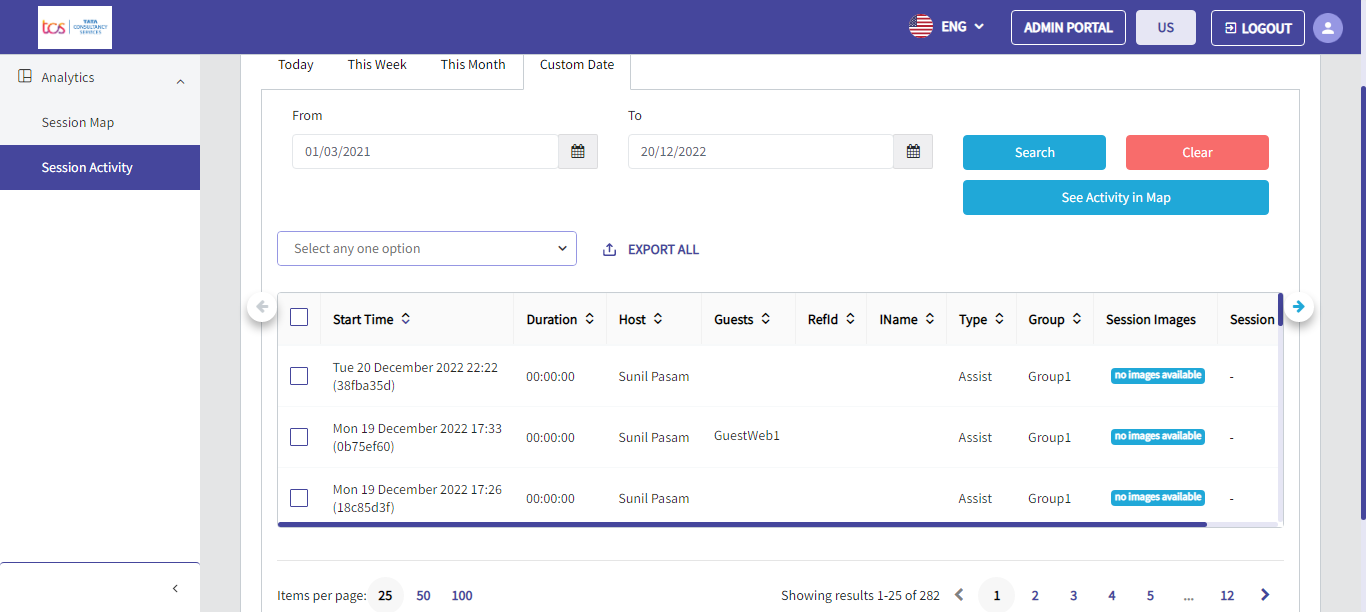 tcs TATA CONSULTANCY SERVICES
ENG
ADMIN PORTAL
US
LOGOUT
Analytics
Session Map
Session Activity
Today This Week This Month Custom Date
From To
01/03/2021 20/12/2022
Search Clear
See Activity in Map
Select any one option EXPORT ALL
Start Time Duration Host Guests RefId IName Type Group Session Images Session
Tue 20 December 2022 22:22
(38fba35d) 00:00:00 Sunil Pasam Assist Group1 no images available -
Mon 19 December 2022 17:33
(0b75ef60) 00:00:00 Sunil Pasam GuestWeb1 Assist Group1 no images available -
Mon 19 December 2022 17:26
(18c85d3f) 00:00:00 Sunil Pasam Assist Group1 no images available -
Items per page: 25 50 100 Showing results 1-25 of 282 1 2 3 4 5 ... 12